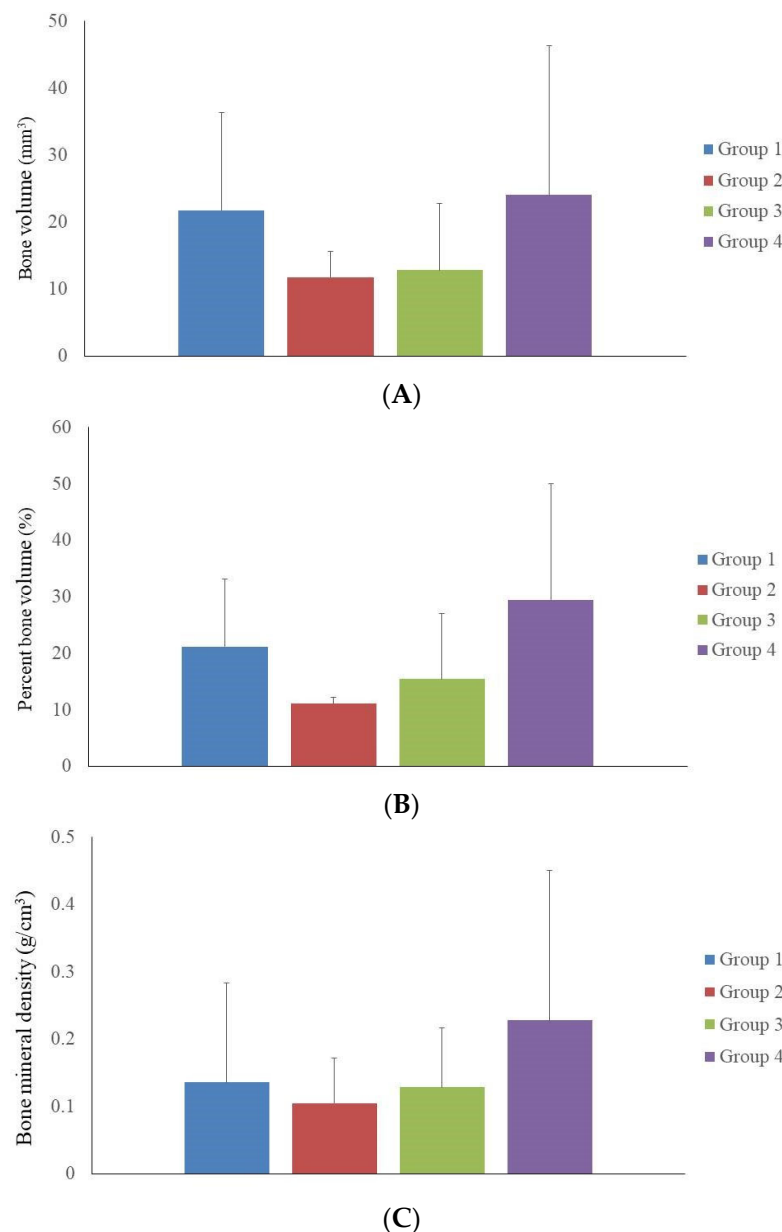 50
40
30
20
10
0
Bone volume (mm³)
Group 1
Group 2
Group 3
Group 4
(A)
60
50
40
30
20
10
0
Percent bone volume (%)
Group 1
Group 2
Group 3
Group 4
(B)
0.5
0.4
0.3
0.2
0.1
0
Bone mineral density (g/cm³)
Group 1
Group 2
Group 3
Group 4
(C)